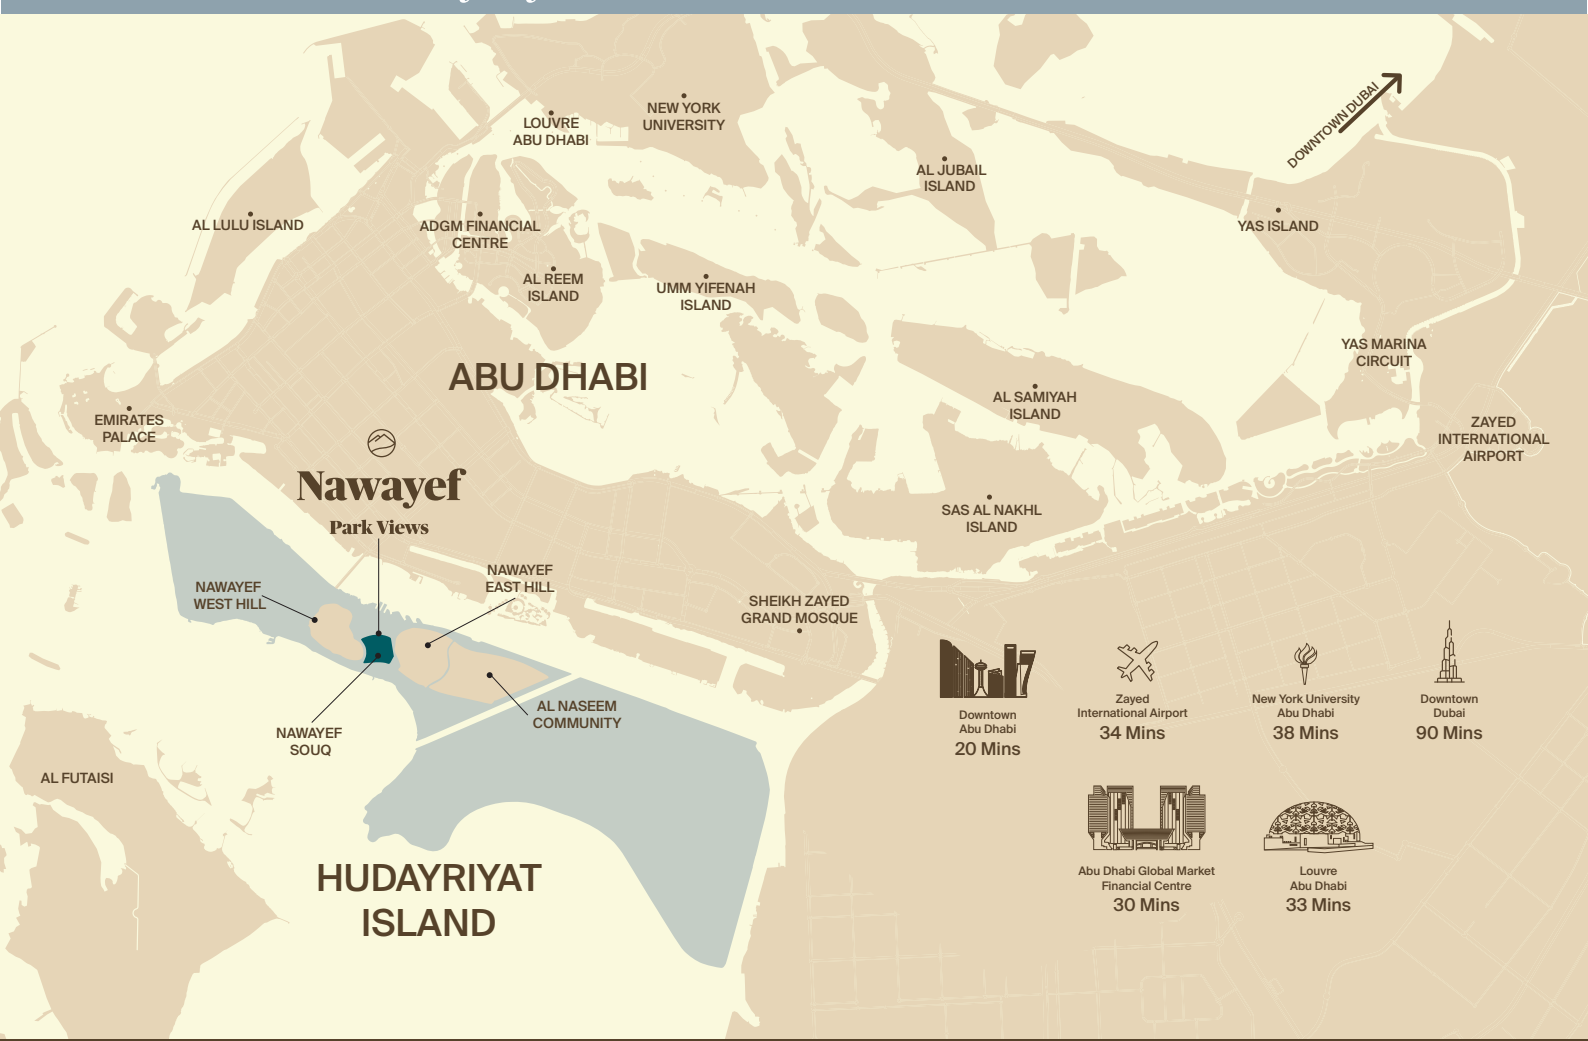 DOWNTOWN DUBAI
NEW YORK
UNIVERSITY
LOUVRE
ABU DHABI
AL JUBAIL
ISLAND
AL LULU ISLAND
ADGM FINANCIAL
CENTRE
YAS ISLAND
AL REEM
ISLAND
UMM YIFENAH
ISLAND
YAS MARINA
CIRCUIT
ABU DHABI
AL SAMIYAH
ISLAND
EMIRATES
PALACE
ZAYED
INTERNATIONAL
AIRPORT
Nawayef
Park Views
SAS AL NAKHL
ISLAND
NAWAYEF
WEST HILL
NAWAYEF
EAST HILL
SHEIKH ZAYED
GRAND MOSQUE
AL NASEEM
COMMUNITY
NAWAYEF
SOUQ
AL FUTAISI
HUDAYRIYAT
ISLAND
Downtown
Abu Dhabi
20 Mins
Zayed
International Airport
34 Mins
New York University
Abu Dhabi
38 Mins
Downtown
Dubai
90 Mins
Abu Dhabi Global Market
Financial Centre
30 Mins
Louvre
Abu Dhabi
33 Mins